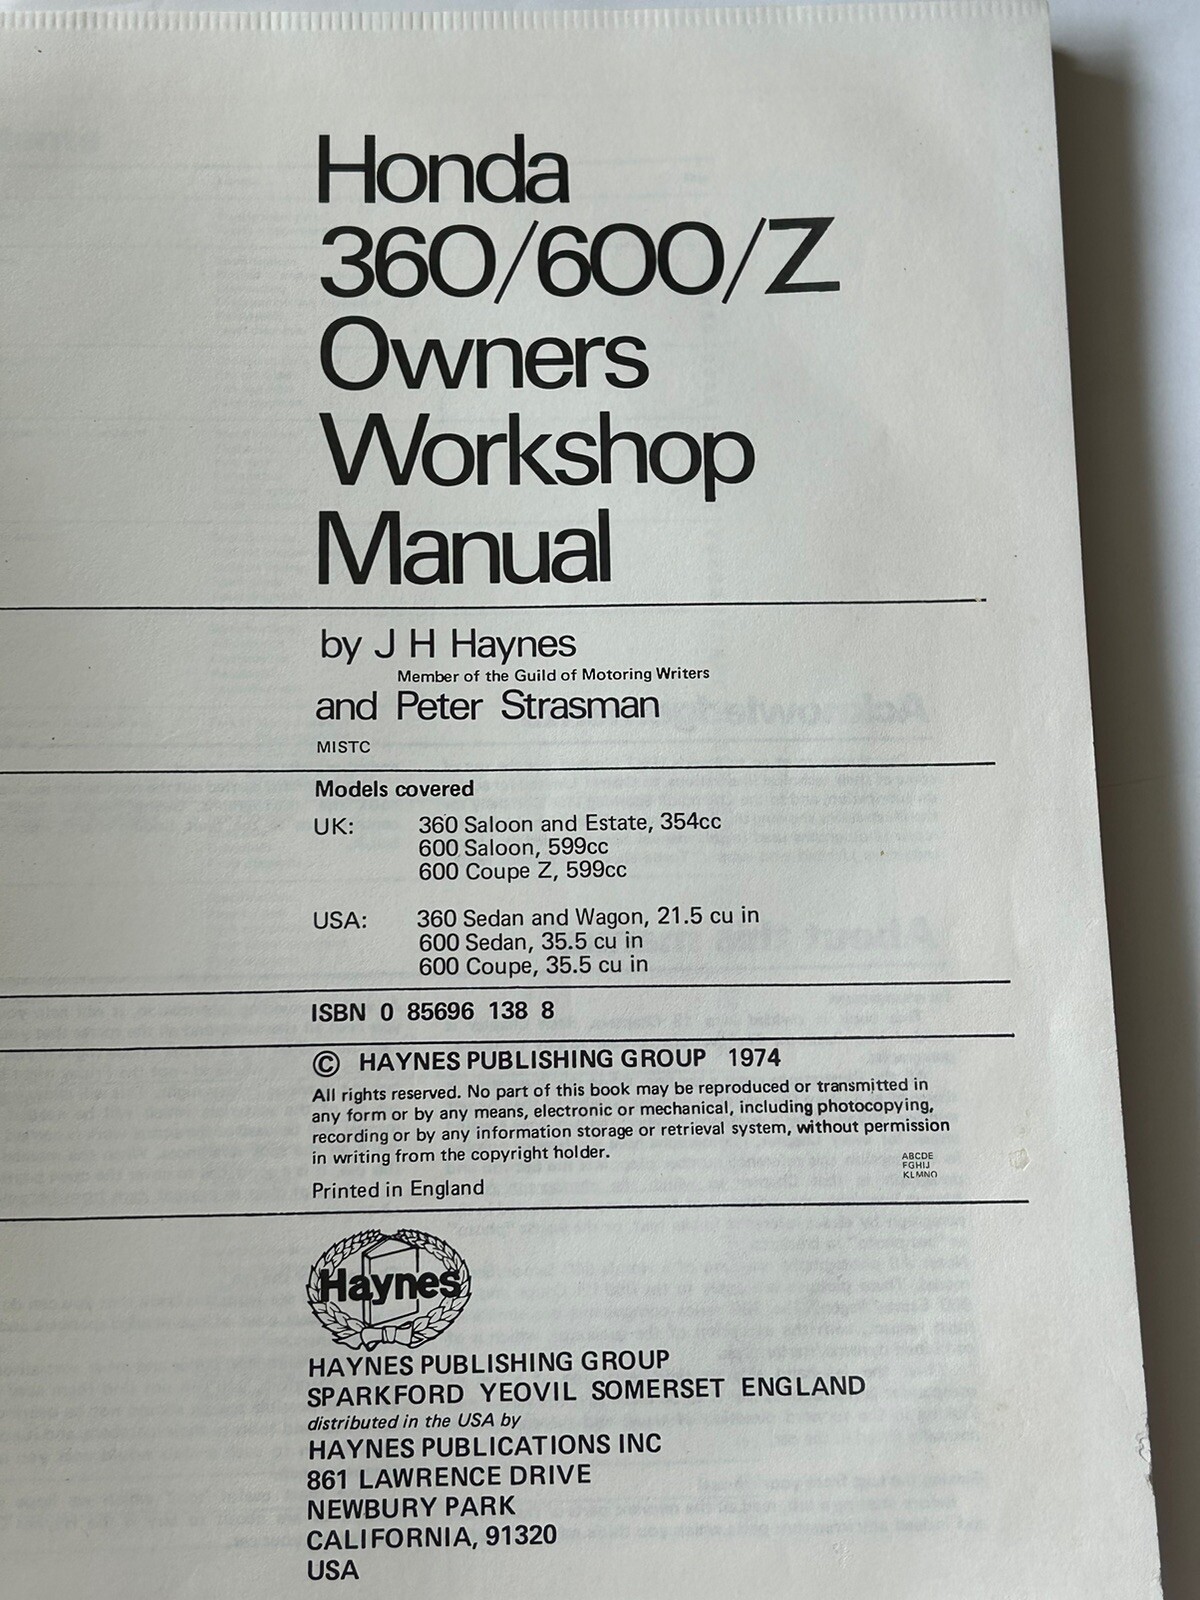 Honda
360/600/Z
Owners
Workshop
Manual
by J H Haynes
Member of the Guild of Motoring Writers
and Peter Strasman
MISTC
Models covered
UK: 360 Saloon and Estate, 354cc
600 Saloon, 599cc
600 Coupe Z, 599cc
USA: 360 Sedan and Wagon, 21.5 cu in
600 Sedan, 35.5 cu in
600 Coupe, 35.5 cu in
ISBN 0 85696 138 8
© HAYNES PUBLISHING GROUP 1974
All rights reserved. No part of this book may be reproduced or transmitted in
any form or by any means, electronic or mechanical, including photocopying,
recording or by any information storage or retrieval system, without permission
in writing from the copyright holder.
ABCDE
FGHIJ
KLMNO
Printed in England
Haynes
HAYNES PUBLISHING GROUP
SPARKFORD YEOVIL SOMERSET ENGLAND
distributed in the USA by
HAYNES PUBLICATIONS INC
861 LAWRENCE DRIVE
NEWBURY PARK
CALIFORNIA, 91320
USA